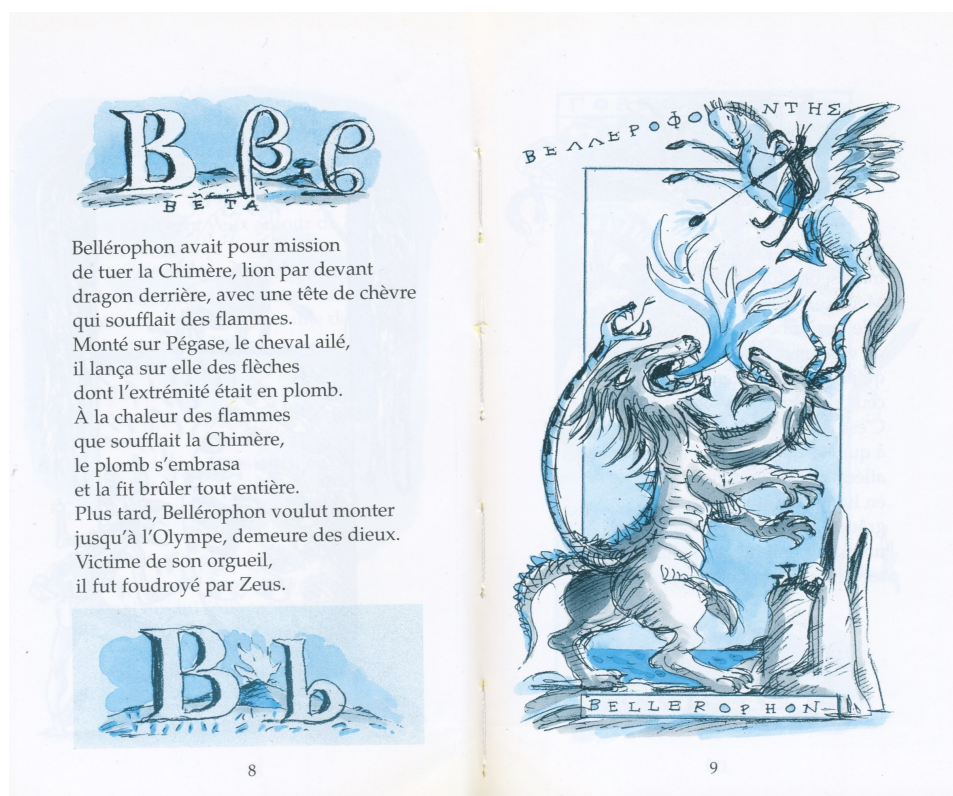 B β ϐ
BETA
Bellérophon avait pour mission
de tuer la Chimère, lion par devant
dragon derrière, avec une tête de chèvre
qui soufflait des flammes.
Monté sur Pégase, le cheval ailé,
il lança sur elle des flèches
dont l'extrémité était en plomb.
À la chaleur des flammes
que soufflait la Chimère,
le plomb s'embrasa
et la fit brûler tout entière.
Plus tard, Bellérophon voulut monter
jusqu'à l'Olympe, demeure des dieux.
Victime de son orgueil,
il fut foudroyé par Zeus.
B b
8
ΒΕΛΛΕΡΟΦΟΝΤΗΣ
BELLEROPHON
9